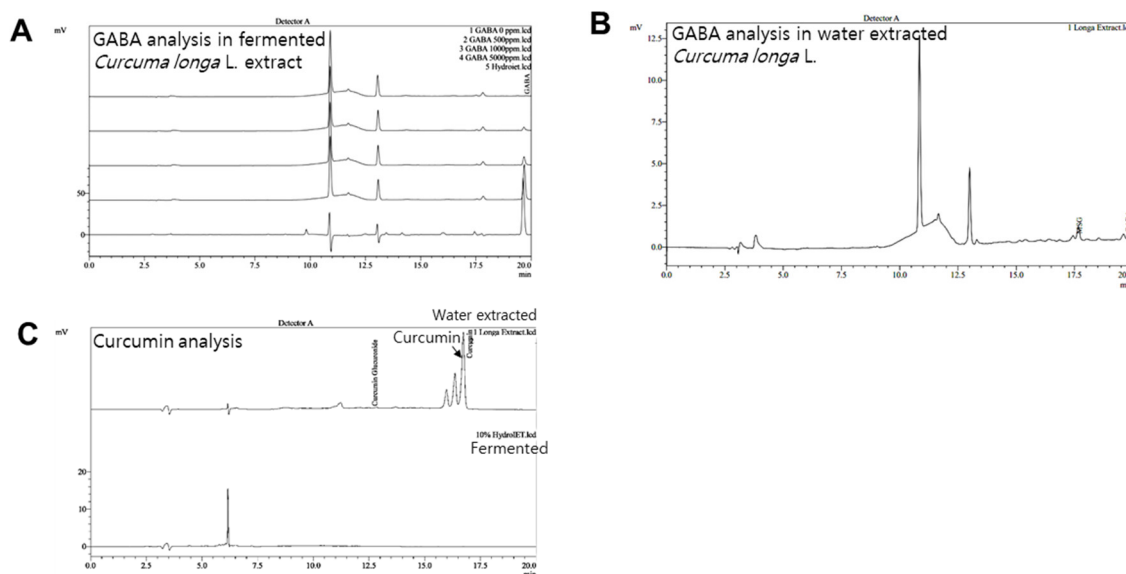 A
mV
Detector A
GABA analysis in fermented
Curcuma longa L. extract
1 GABA 0 ppm.lcd
2 GABA 500ppm.lcd
3 GABA 1000ppm.lcd
4 GABA 5000ppm.lcd
GABA
50
0
0.0 2.5 5.0 7.5 10.0 12.5 15.0 17.5 20.0
min
B
mV
Detector A
GABA analysis in water extracted
Curcuma longa L.
1 Longa Extract.lc
12.5
10.0
7.5
5.0
2.5
0.0
0.0 2.5 5.0 7.5 10.0 12.5 15.0 17.5 20.0
C
mV
Detector A
Curcumin analysis
Water extracted
1 Longa Extract.lcd
Curcumin
Curcumin Glucuronide
10% HydrolET.lcd
Fermented
20
10
0
0.0 2.5 5.0 7.5 10.0 12.5 15.0 17.5 20.0
min